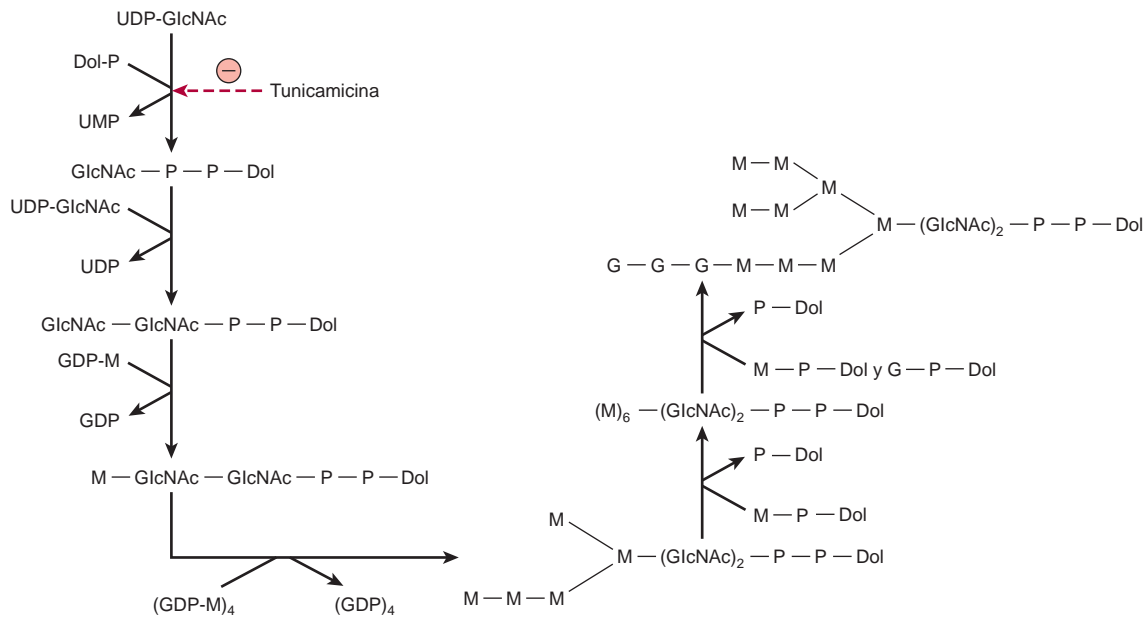 UDP-GlcNAc
Dol-P
Tunicamicina
UMP
GlcNAc — P — P — Dol
UDP-GlcNAc
UDP
GlcNAc — GlcNAc — P — P — Dol
GDP-M
GDP
M — GlcNAc — GlcNAc — P — P — Dol
(GDP-M)₄
(GDP)₄
M
M — (GlcNAc)₂ — P — P — Dol
M — M — M
M — P — Dol
P — Dol
(M)₆ — (GlcNAc)₂ — P — P — Dol
M — P — Dol y G — P — Dol
P — Dol
M — M
M
M — M
M — (GlcNAc)₂ — P — P — Dol
G — G — G — M — M — M